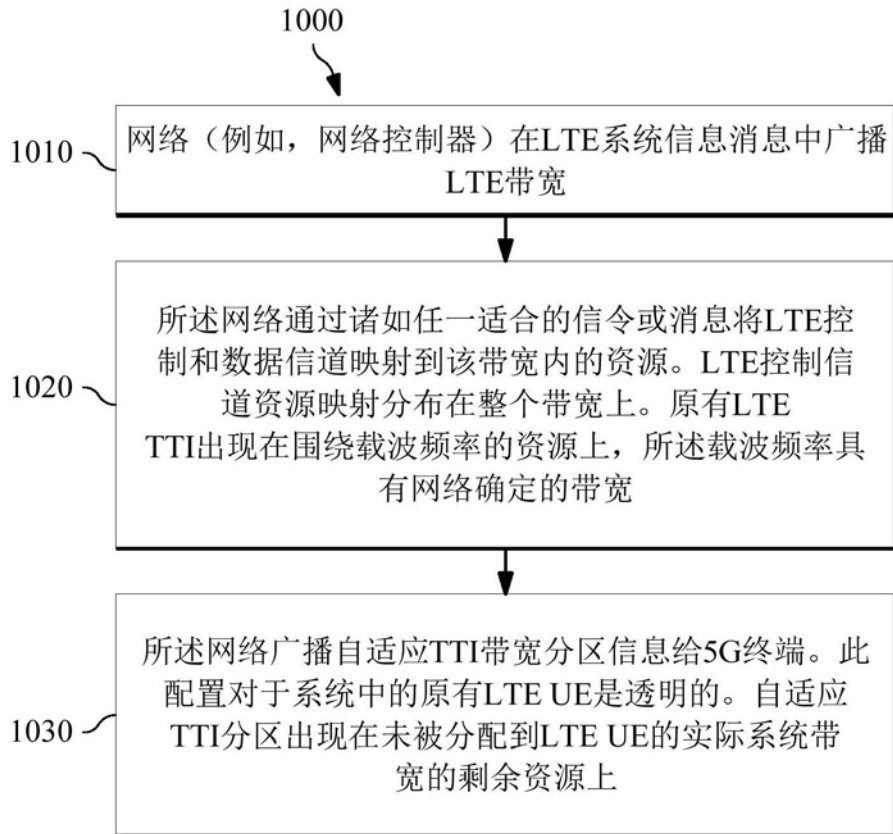 1000
1010
网络（例如，网络控制器）在LTE系统信息消息中广播
LTE带宽
所述网络通过诸如任一适合的信令或消息将LTE控
制和数据信道映射到该带宽内的资源。LTE控制信
1020
道资源映射分布在整个带宽上。原有LTE
TTI出现在围绕载波频率的资源上，所述载波频率具
有网络确定的带宽
所述网络广播自适应TTI带宽分区信息给5G终端。此
配置对于系统中的原有LTE UE是透明的。自适应
1030
TTI分区出现在未被分配到LTE UE的实际系统带
宽的剩余资源上